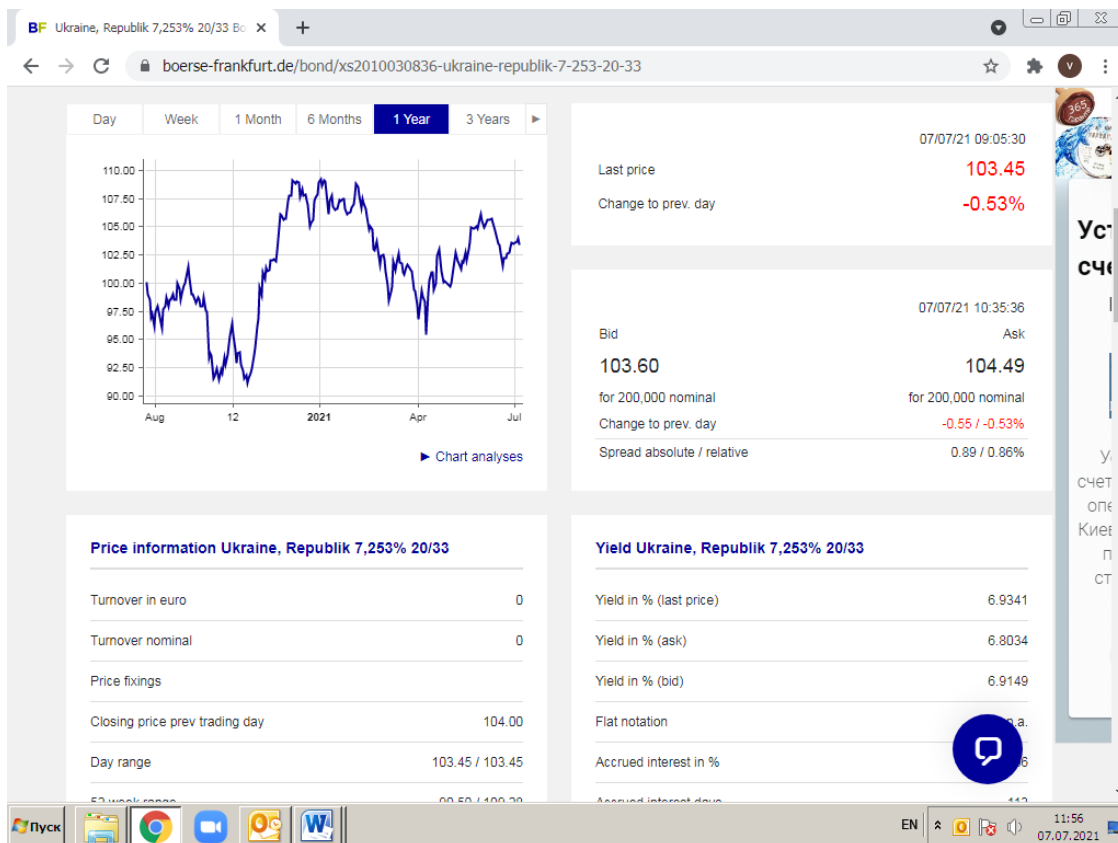 BF Ukraine, Republik 7,253% 20/33 Bo
boerse-frankfurt.de/bond/xs2010030836-ukraine-republik-7-253-20-33
V
Day Week 1 Month 6 Months 1 Year 3 Years
110.00
107.50
105.00
102.50
100.00
97.50
95.00
92.50
90.00
Aug 12 2021 Apr Jul
Chart analyses
07/07/21 09:05:30
Last price 103.45
Change to prev. day -0.53%
07/07/21 10:35:36
Bid Ask
103.60 104.49
for 200,000 nominal for 200,000 nominal
Change to prev. day -0.55 / -0.53%
Spread absolute / relative 0.89 / 0.86%
Price information Ukraine, Republik 7,253% 20/33
Turnover in euro 0
Turnover nominal 0
Price fixings
Closing price prev trading day 104.00
Day range 103.45 / 103.45
Yield Ukraine, Republik 7,253% 20/33
Yield in % (last price) 6.9341
Yield in % (ask) 6.8034
Yield in % (bid) 6.9149
Flat notation
Accrued interest in %
365
Уст
сче
счет
опе
Киев
п
ст
Пуск
EN
11:56
07.07.2021